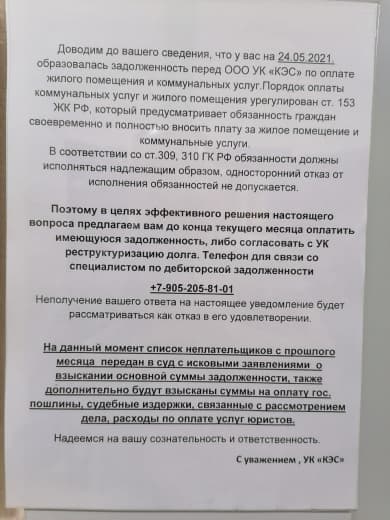 Доводим до вашего сведения, что у вас на 24.05.2021.
образовалась задолженность перед ООО УК «КЭС» по оплате
жилого помещения и коммунальных услуг.Порядок оплаты
коммунальных услуг и жилого помещения урегулирован ст. 153
ЖК РФ, который предусматривает обязанность граждан
своевременно и полностью вносить плату за жилое помещение и
коммунальные услуги.
В соответствии со ст.309, 310 ГК РФ обязанности должны
исполняться надлежащим образом, односторонний отказ от
исполнения обязанностей не допускается.
Поэтому в целях эффективного решения настоящего
вопроса предлагаем вам до конца текущего месяца оплатить
имеющуюся задолженность, либо согласовать с УК
реструктуризацию долга. Телефон для связи со
специалистом по дебиторской задолженности
+7-905-205-81-01
Неполучение вашего ответа на настоящее уведомление будет
рассматриваться как отказ в его удовлетворении.
На данный момент список неплательщиков с прошлого
месяца передан в суд с исковыми заявлениями о
взыскании основной суммы задолженности, также
дополнительно будут взысканы суммы на оплату гос.
пошлины, судебные издержки, связанные с рассмотрением
дела, расходы по оплате услуг юристов.
Надеемся на вашу сознательность и ответственность.
С уважением , УК «КЭС»